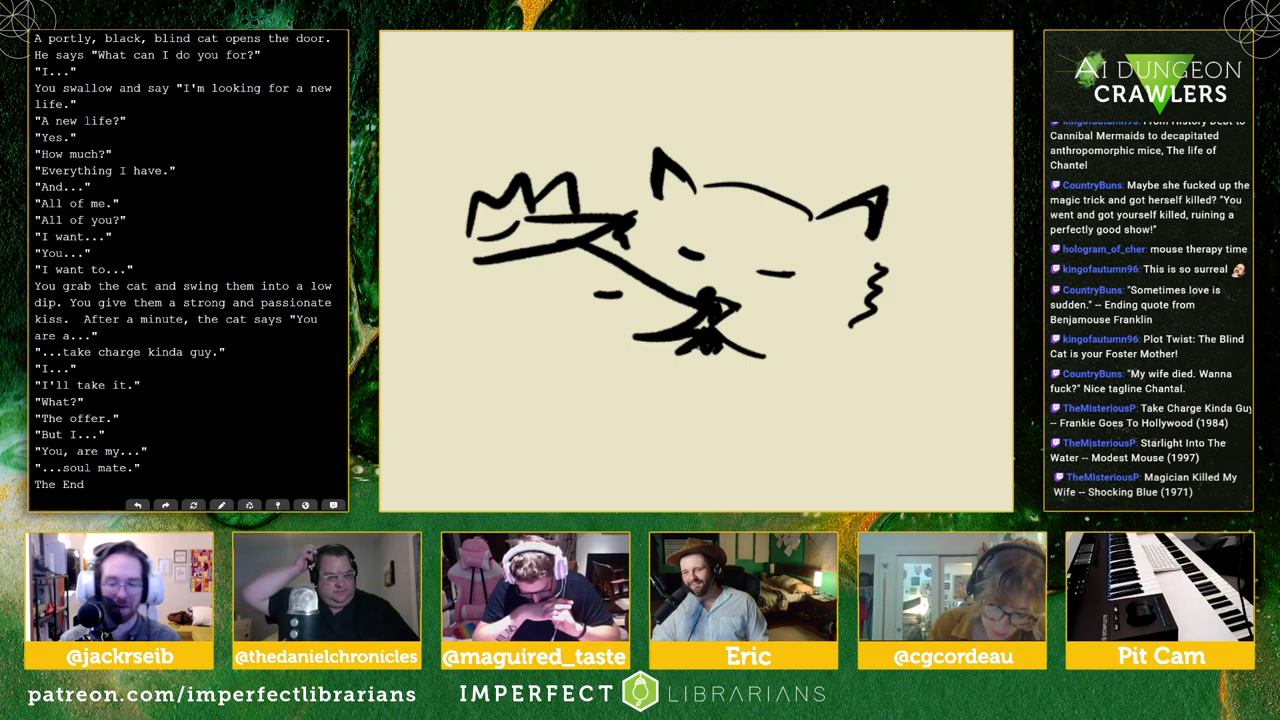 A portly, black, blind cat opens the door.
He says "What can I do you for?"
"I..."
You swallow and say "I'm looking for a new
life."
"A new life?"
"Yes."
"How much?"
"Everything I have."
"And..."
"All of me."
"All of you?"
"I want..."
"You..."
"I want to..."
You grab the cat and swing them into a low
dip. You give them a strong and passionate
kiss.  After a minute, the cat says "You
are a..."
"...take charge kinda guy."
"I..."
"I'll take it."
"What?"
"The offer."
"But I..."
"You, are my..."
"...soul mate."
The End
AI DUNGEON
CRAWLERS
kingofautumn96: From History Debt to
Cannibal Mermaids to decapitated
anthropomorphic mice, The life of
Chantel
CountryBuns: Maybe she fucked up the
magic trick and got herself killed? "You
went and got yourself killed, ruining a
perfectly good show!"
hologram_of_cher: mouse therapy time
kingofautumn96: This is so surreal
CountryBuns: "Sometimes love is
sudden." -- Ending quote from
Benjamouse Franklin
kingofautumn96: Plot Twist: The Blind
Cat is your Foster Mother!
CountryBuns: "My wife died. Wanna
fuck?" Nice tagline Chantal.
TheMisteriousP: Take Charge Kinda Guy
-- Frankie Goes To Hollywood (1984)
TheMisteriousP: Starlight Into The
Water -- Modest Mouse (1997)
TheMisteriousP: Magician Killed My
Wife -- Shocking Blue (1971)
@jackrseib
@thedanielchronicles
@maguired_taste
Eric
@cgcordeau
Pit Cam
patreon.com/imperfectlibrarians
IMPERFECT LIBRARIANS